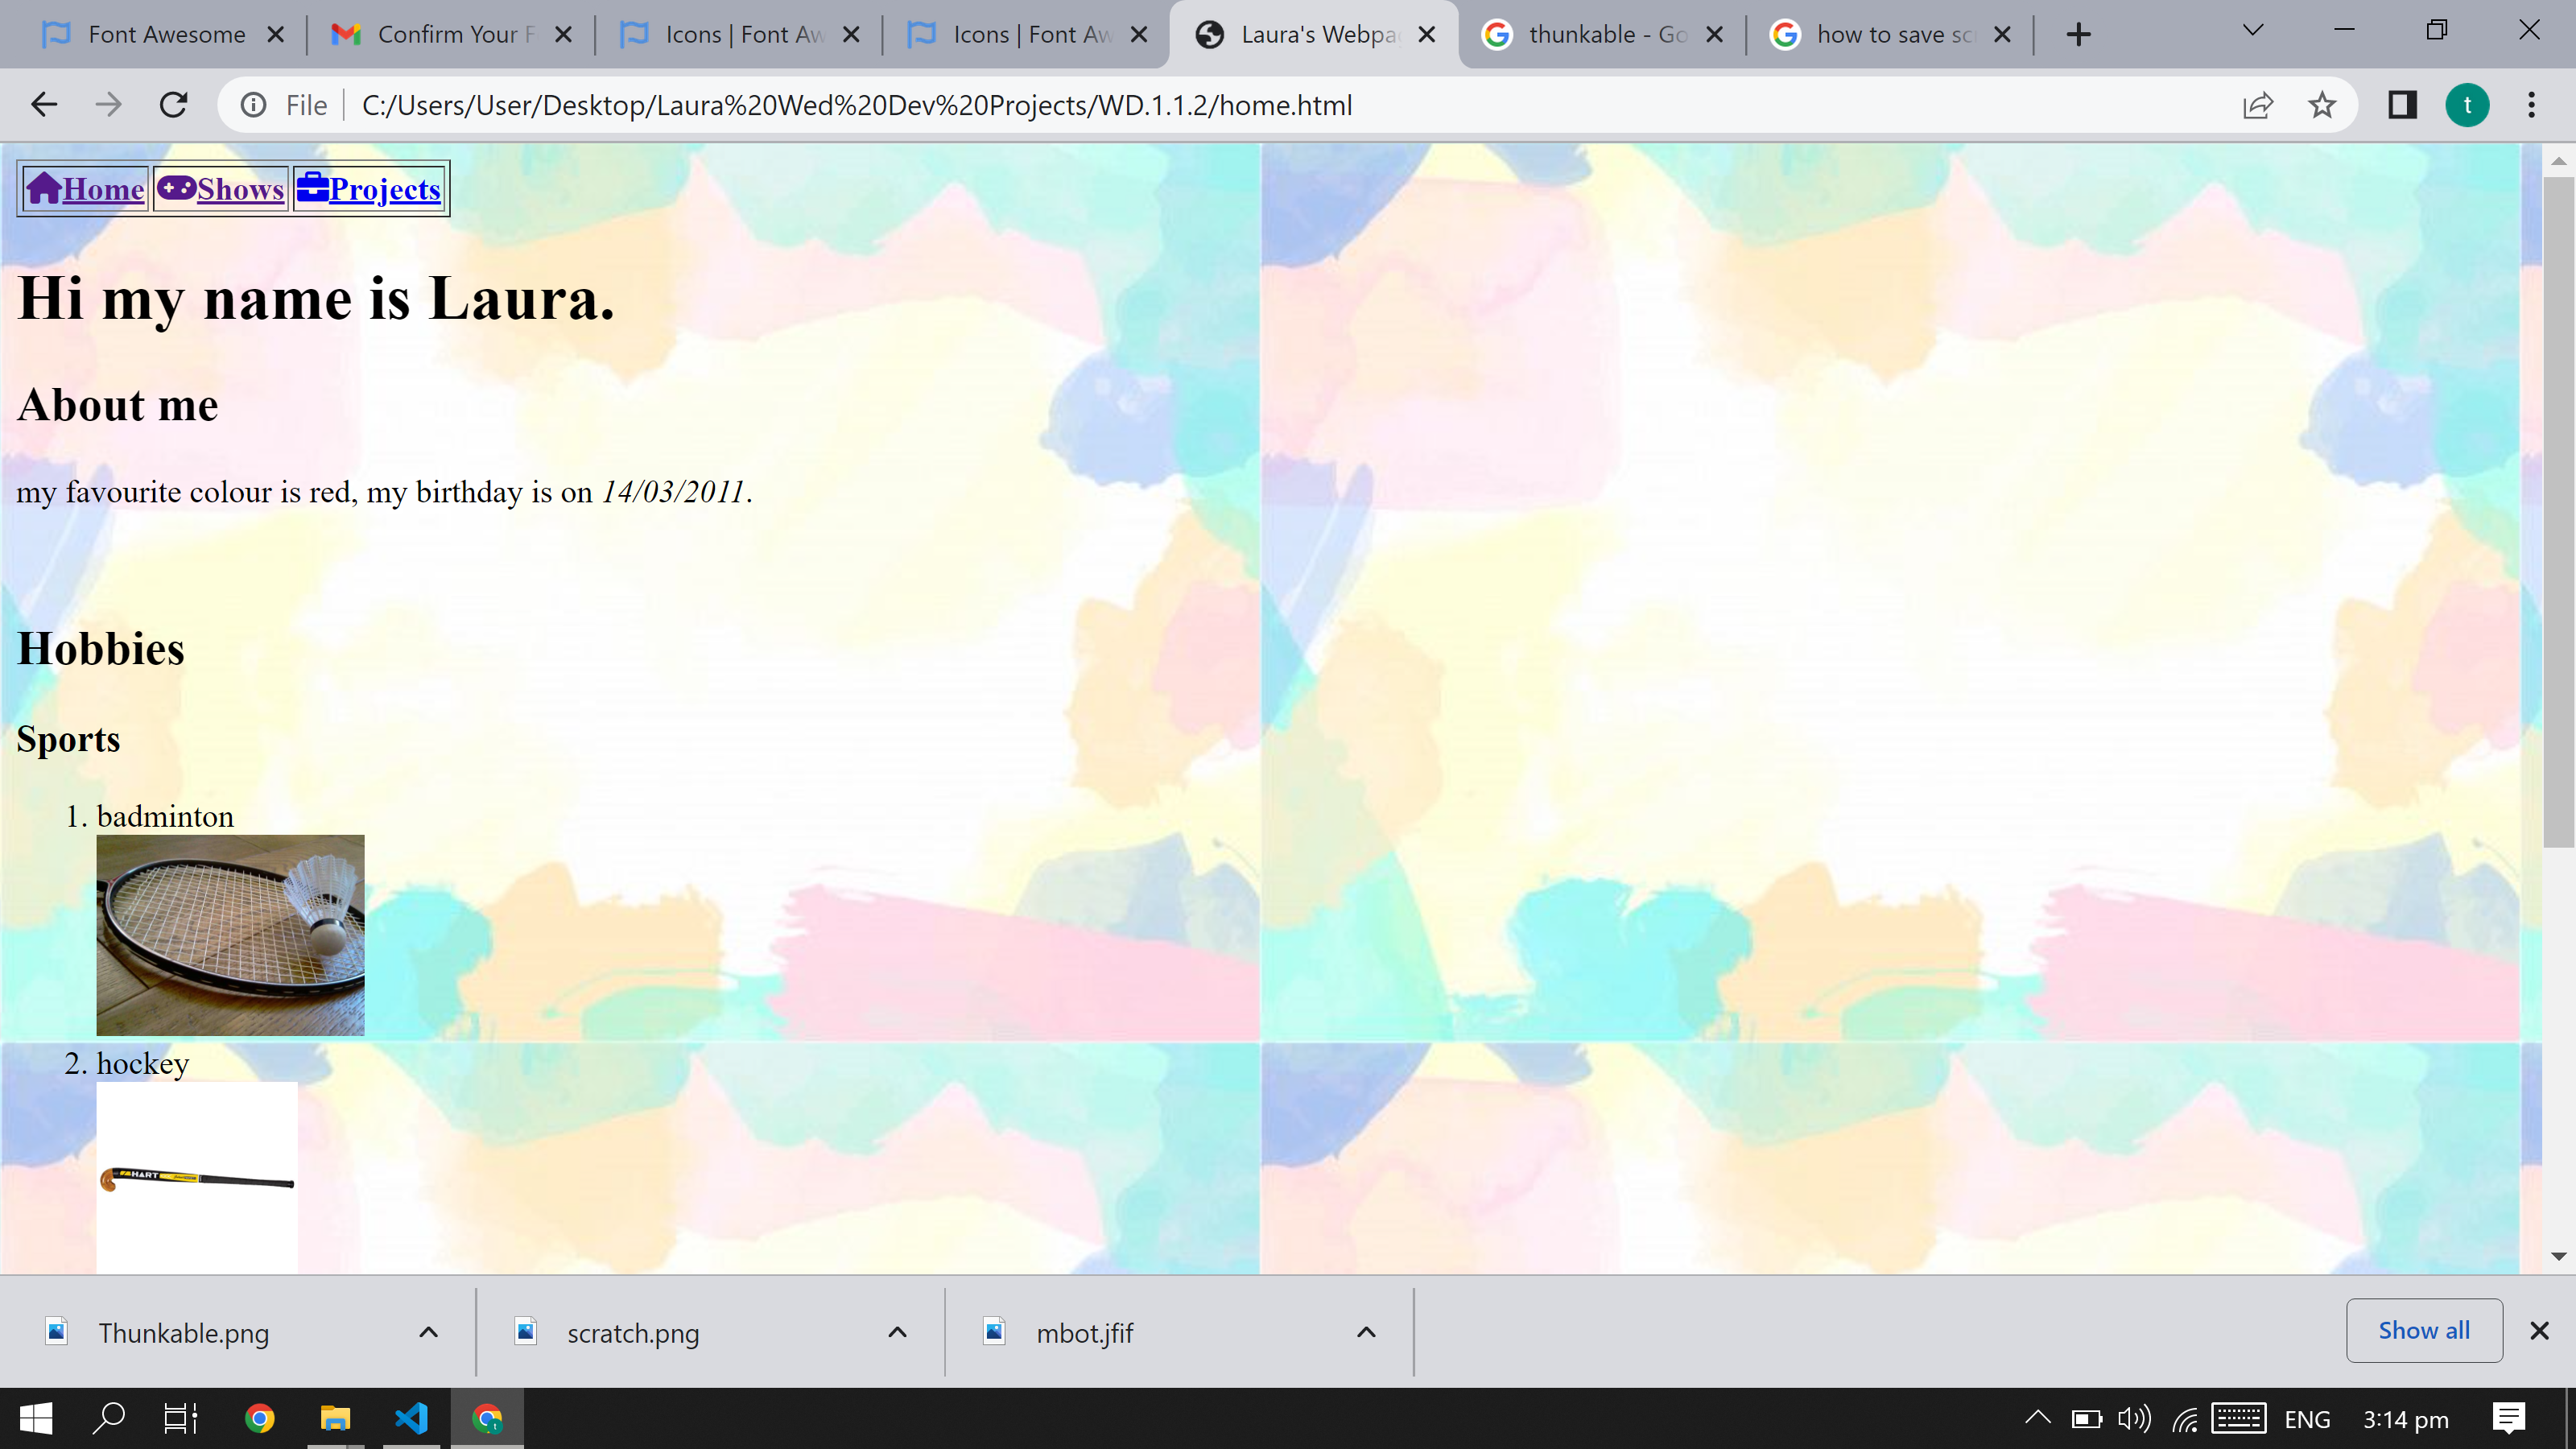 Font Awesome
Confirm Your F
Icons | Font Aw
Icons | Font Aw
Laura's Webpa
thunkable - Go
how to save sc
File
C:/Users/User/Desktop/Laura%20Wed%20Dev%20Projects/WD.1.1.2/home.html
t
Home Shows Projects
Hi my name is Laura.
About me
my favourite colour is red, my birthday is on 14/03/2011.
Hobbies
Sports
1. badminton
2. hockey
HART
Thunkable.png
scratch.png
mbot.jfif
Show all
ENG
3:14 pm